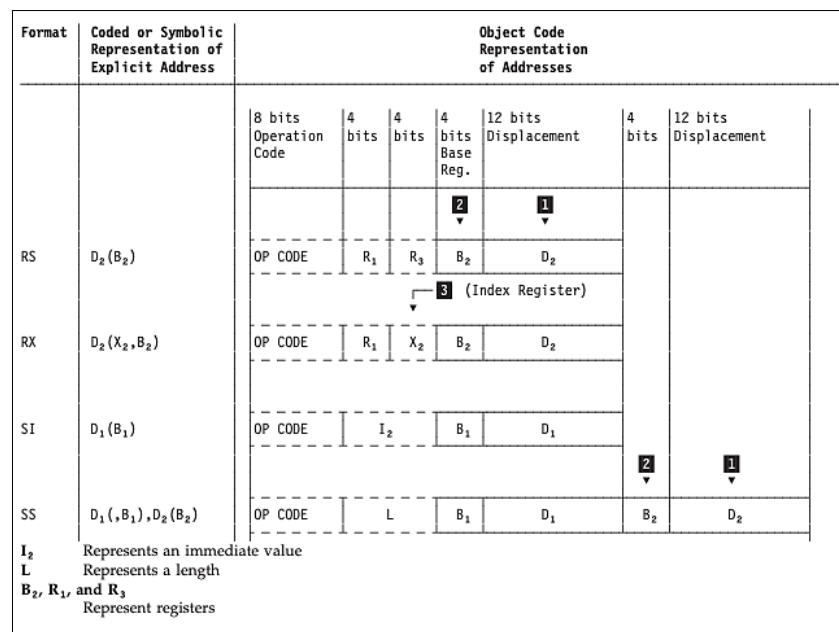 Format Coded or Symbolic Object Code
Representation of Representation
Explicit Address of Addresses
8 bits 4 4 4 12 bits 4 12 bits
Operation bits bits bits Displacement bits Displacement
Code Base
Reg.
2 1
RS D₂(B₂) OP CODE R₁ R₃ B₂ D₂
3 (Index Register)
RX D₂(X₂,B₂) OP CODE R₁ X₂ B₂ D₂
SI D₁(B₁) OP CODE I₂ B₁ D₁
2 1
SS D₁(,B₁),D₂(B₂) OP CODE L B₁ D₁ B₂ D₂
I₂ Represents an immediate value
L Represents a length
B₂, R₁, and R₃
Represent registers